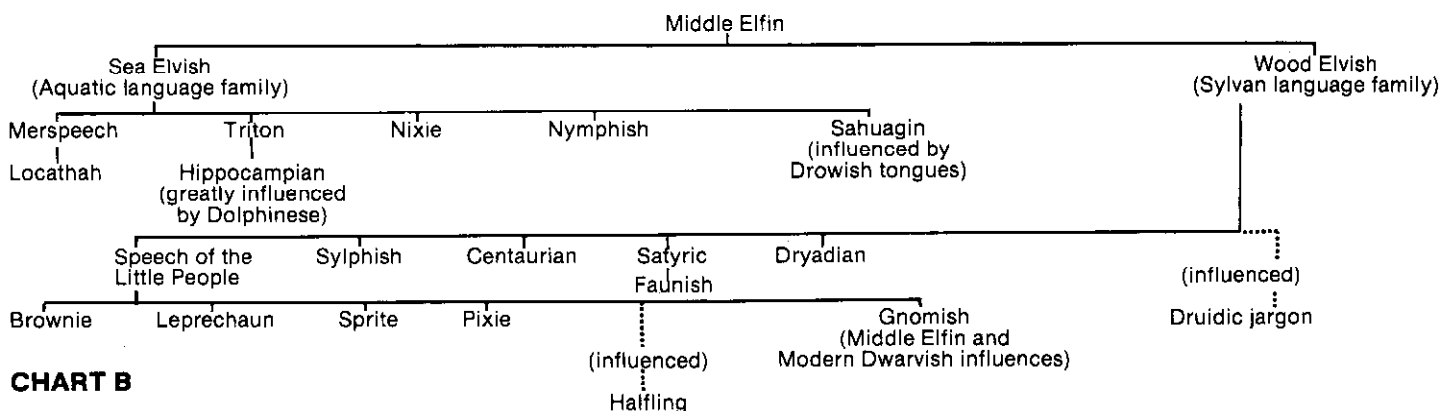 Middle Elfin
Sea Elvish
(Aquatic language family)
Wood Elvish
(Sylvan language family)
Merspeech
Triton
Nixie
Nymphish
Sahuagin
(influenced by
Drowish tongues)
Locathah
Hippocampian
(greatly influenced
by Dolphinese)
Speech of the
Little People
Sylphish
Centaurian
Satyric
Dryadian
Faunish
(influenced)
Druidic jargon
Brownie
Leprechaun
Sprite
Pixie
Gnomish
(Middle Elfin and
Modern Dwarvish influences)
(influenced)
Halfling
CHART B